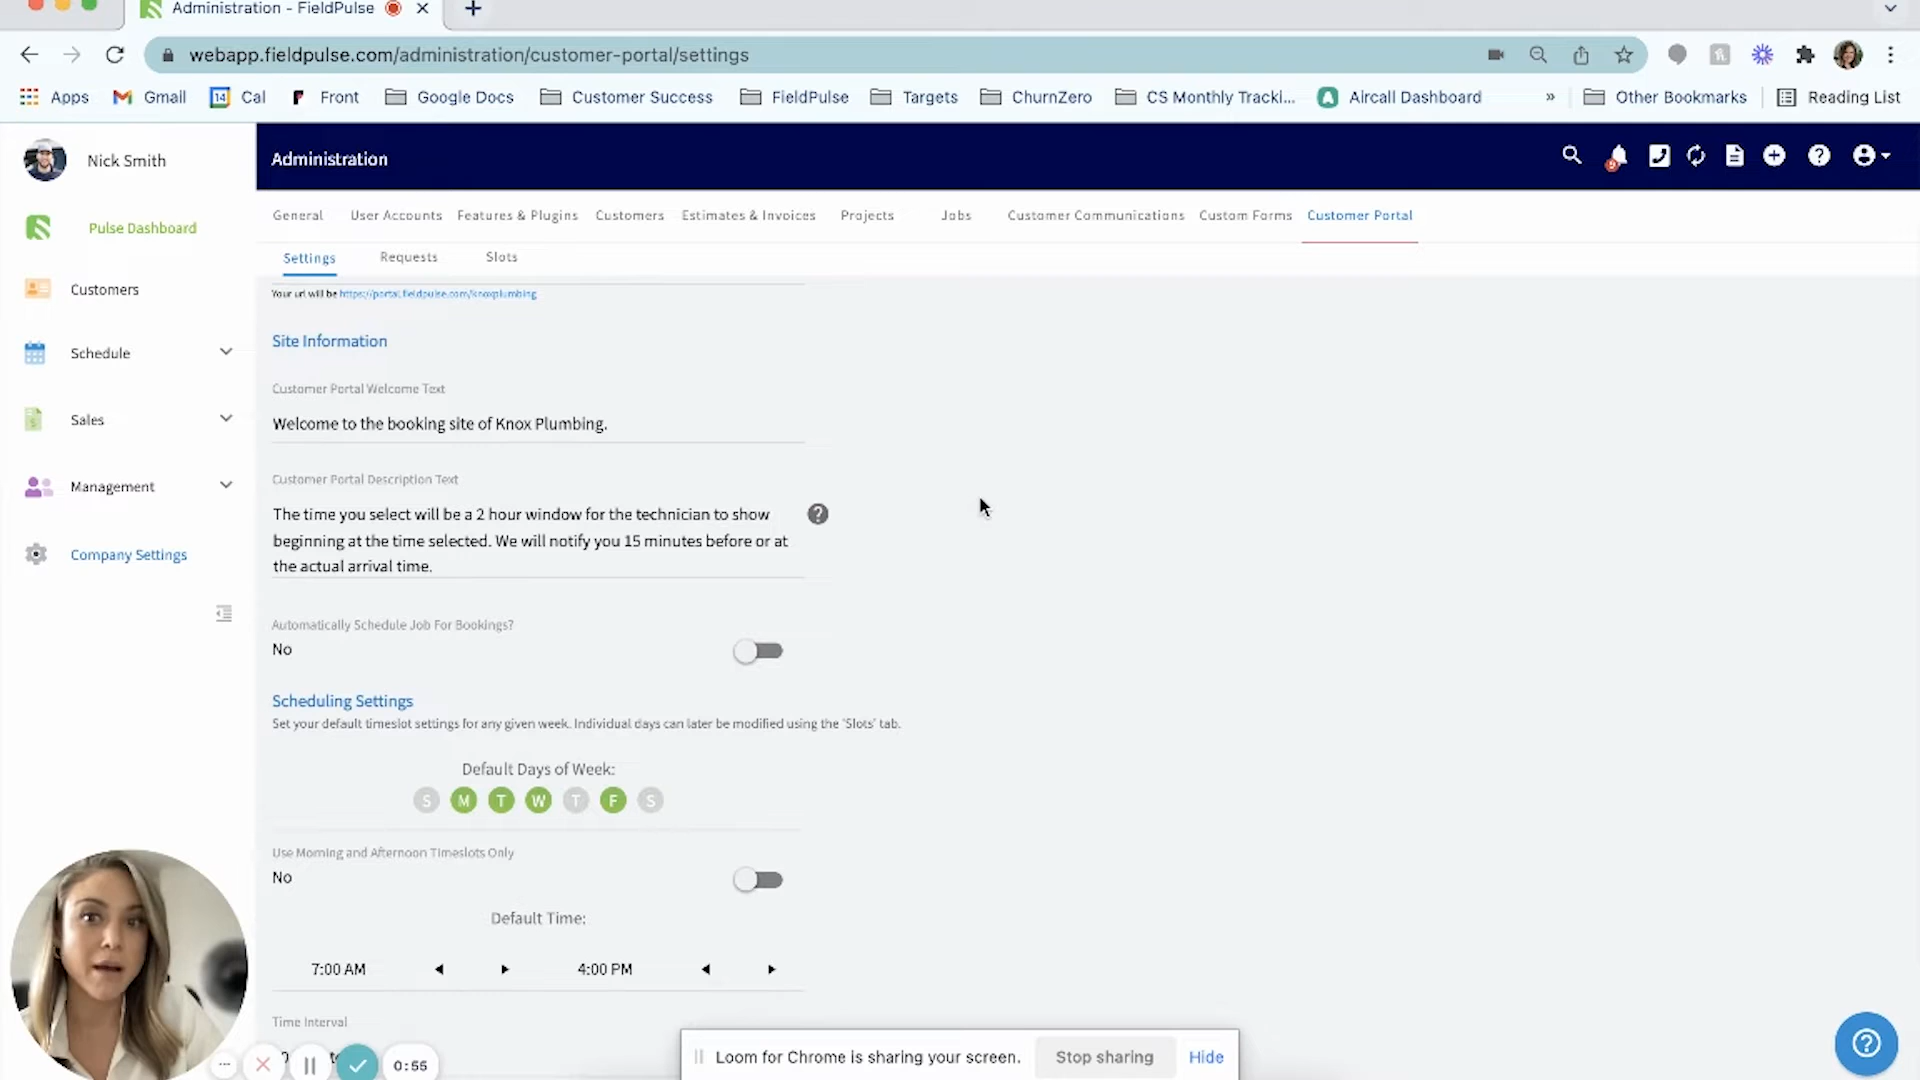 Administration - FieldPulse
webapp.fieldpulse.com/administration/customer-portal/settings
Apps
Gmail
14
Cal
Front
Google Docs
Customer Success
FieldPulse
Targets
ChurnZero
CS Monthly Tracki...
Aircall Dashboard
»
Other Bookmarks
Reading List
Nick Smith
Administration
Pulse Dashboard
Customers
Schedule
Sales
Management
Company Settings
General
User Accounts
Features & Plugins
Customers
Estimates & Invoices
Projects
Jobs
Customer Communications
Custom Forms
Customer Portal
Settings
Requests
Slots
Your url will be https://portal.fieldpulse.com/knoxplumbing
Site Information
Customer Portal Welcome Text
Welcome to the booking site of Knox Plumbing.
Customer Portal Description Text
The time you select will be a 2 hour window for the technician to show
beginning at the time selected. We will notify you 15 minutes before or at
the actual arrival time.
Automatically Schedule Job For Bookings?
No
Scheduling Settings
Set your default timeslot settings for any given week. Individual days can later be modified using the 'Slots' tab.
Default Days of Week:
S M T W T F S
Use Morning and Afternoon Timeslots Only
No
Default Time:
7:00 AM
4:00 PM
Time Interval
0:55
Loom for Chrome is sharing your screen.
Stop sharing
Hide